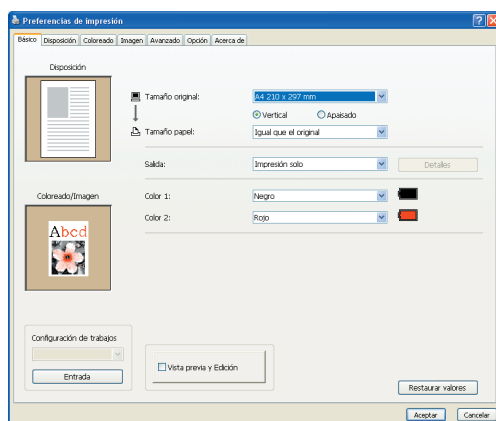 Preferencias de impresión
Básico Disposición Coloreado Imagen Avanzado Opción Acerca de
Disposición
Tamaño original: A4 210 x 297 mm
Vertical Apaisado
Tamaño papel: Igual que el original
Salida: Impresión solo Detalles
Coloreado/Imagen
Color 1: Negro
Color 2: Rojo
Abcd
Configuración de trabajos
Vista previa y Edición
Entrada
Restaurar valores
Aceptar Cancelar